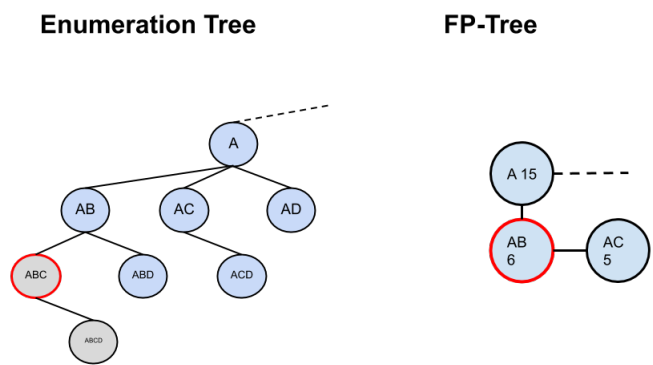 Enumeration Tree
FP-Tree
A
AB
AC
AD
ABC
ABD
ACD
ABCD
A 15
AB
6
AC
5